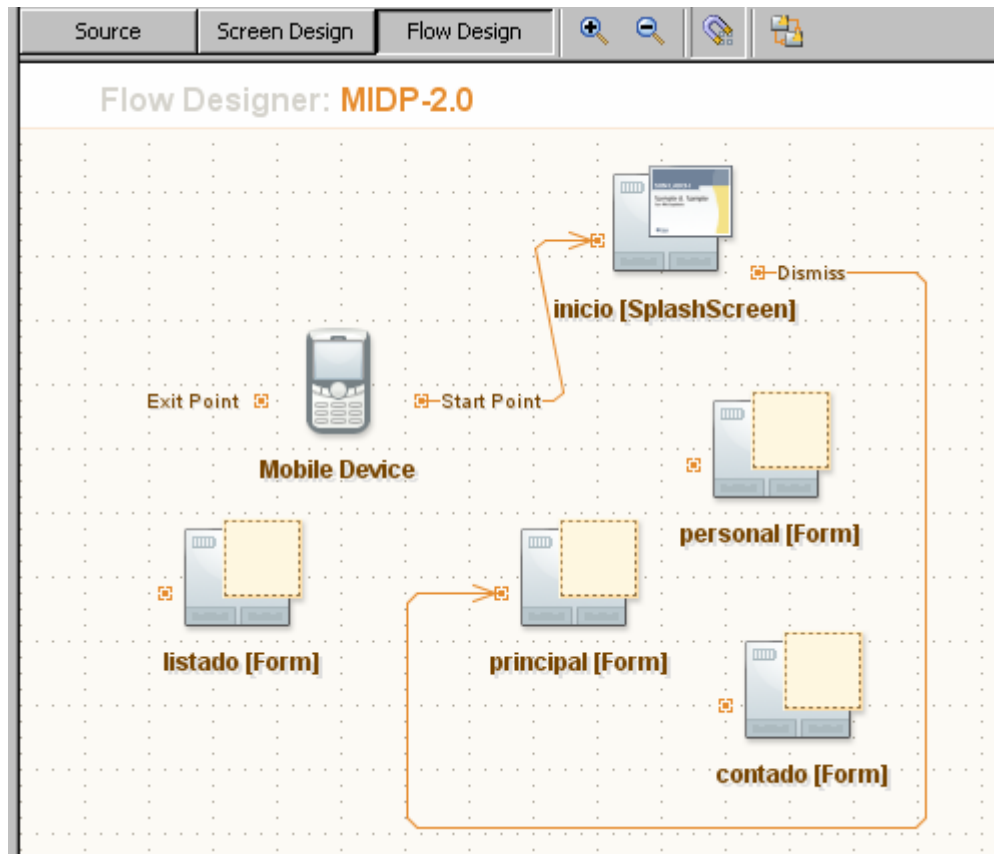 Source Screen Design Flow Design
Flow Designer: MIDP-2.0
Dismiss
inicio [SplashScreen]
Exit Point
Start Point
Mobile Device
personal [Form]
listado [Form]
principal [Form]
contado [Form]